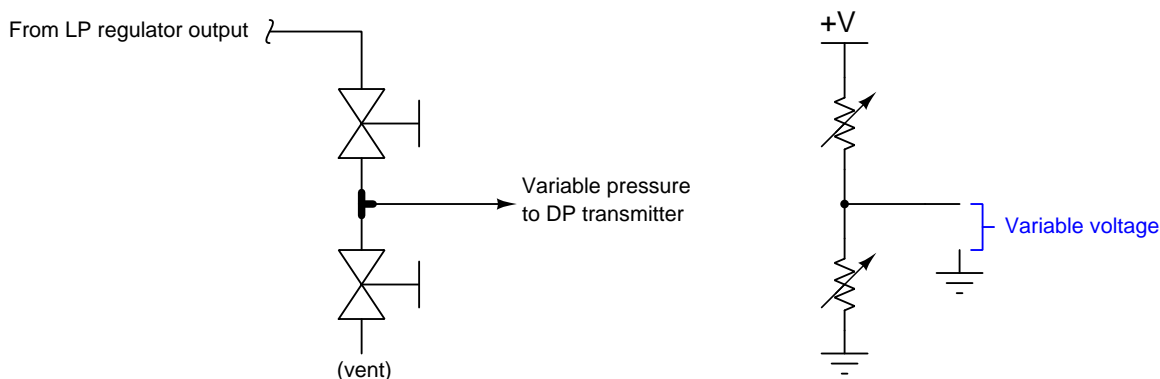 From LP regulator output
Variable pressure
to DP transmitter
(vent)
+V
Variable voltage